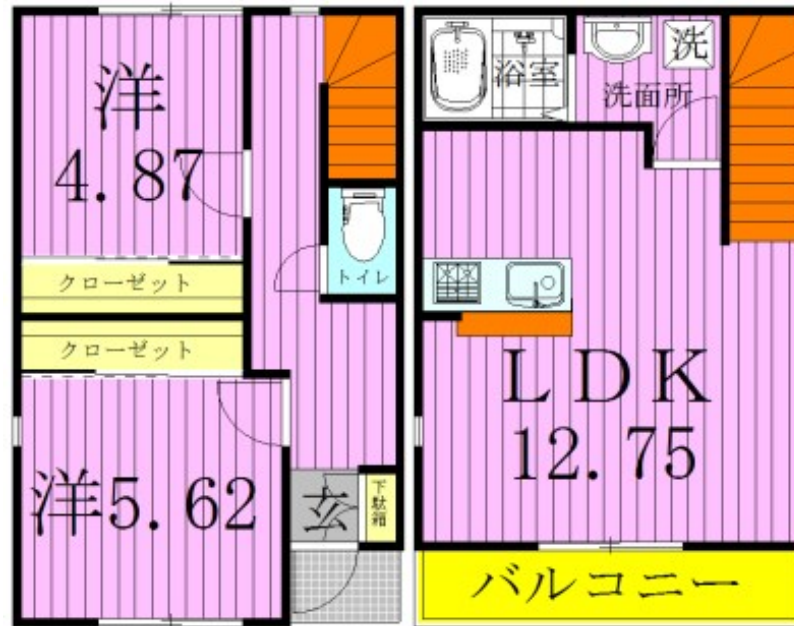 洋
4.87
クローゼット
クローゼット
洋5.62
トイレ
玄
下駄箱
浴室
洗面所
洗
LDK
12.75
バルコニー